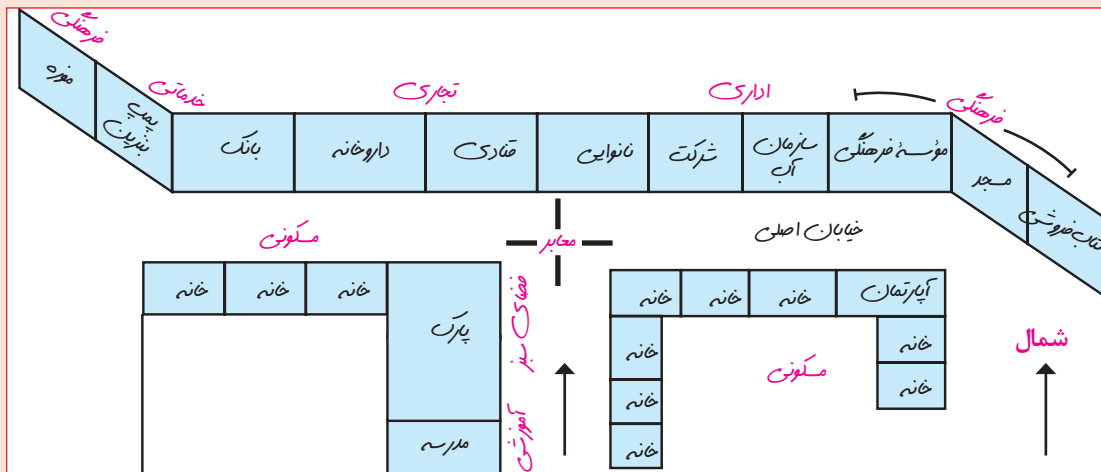 فرهنگی
خدماتی
تجاری
اداری
فرهنگی
کتاب فروشی
مسجد
مؤسسهٔ فرهنگی
سازمان
آب
شرکت
نانوایی
قنادی
داروخانه
بانک
پمپ
بنزین
موزه
خیابان اصلی
معابر
مسکونی
آپارتمان
خانه
خانه
خانه
خانه
خانه
خانه
خانه
خانه
مسکونی
شمال
خانه
خانه
خانه
پارک
مدرسه
فضای سبز
آموزشی